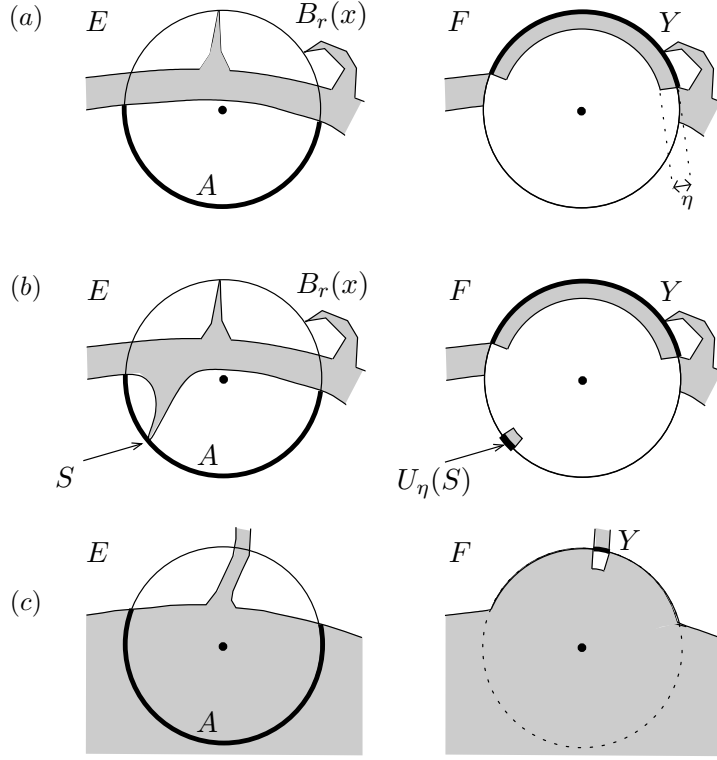 (a) E B_r(x) F Y
A η
(b) E B_r(x) F Y
S A U_η(S)
E F Y
(c)
A